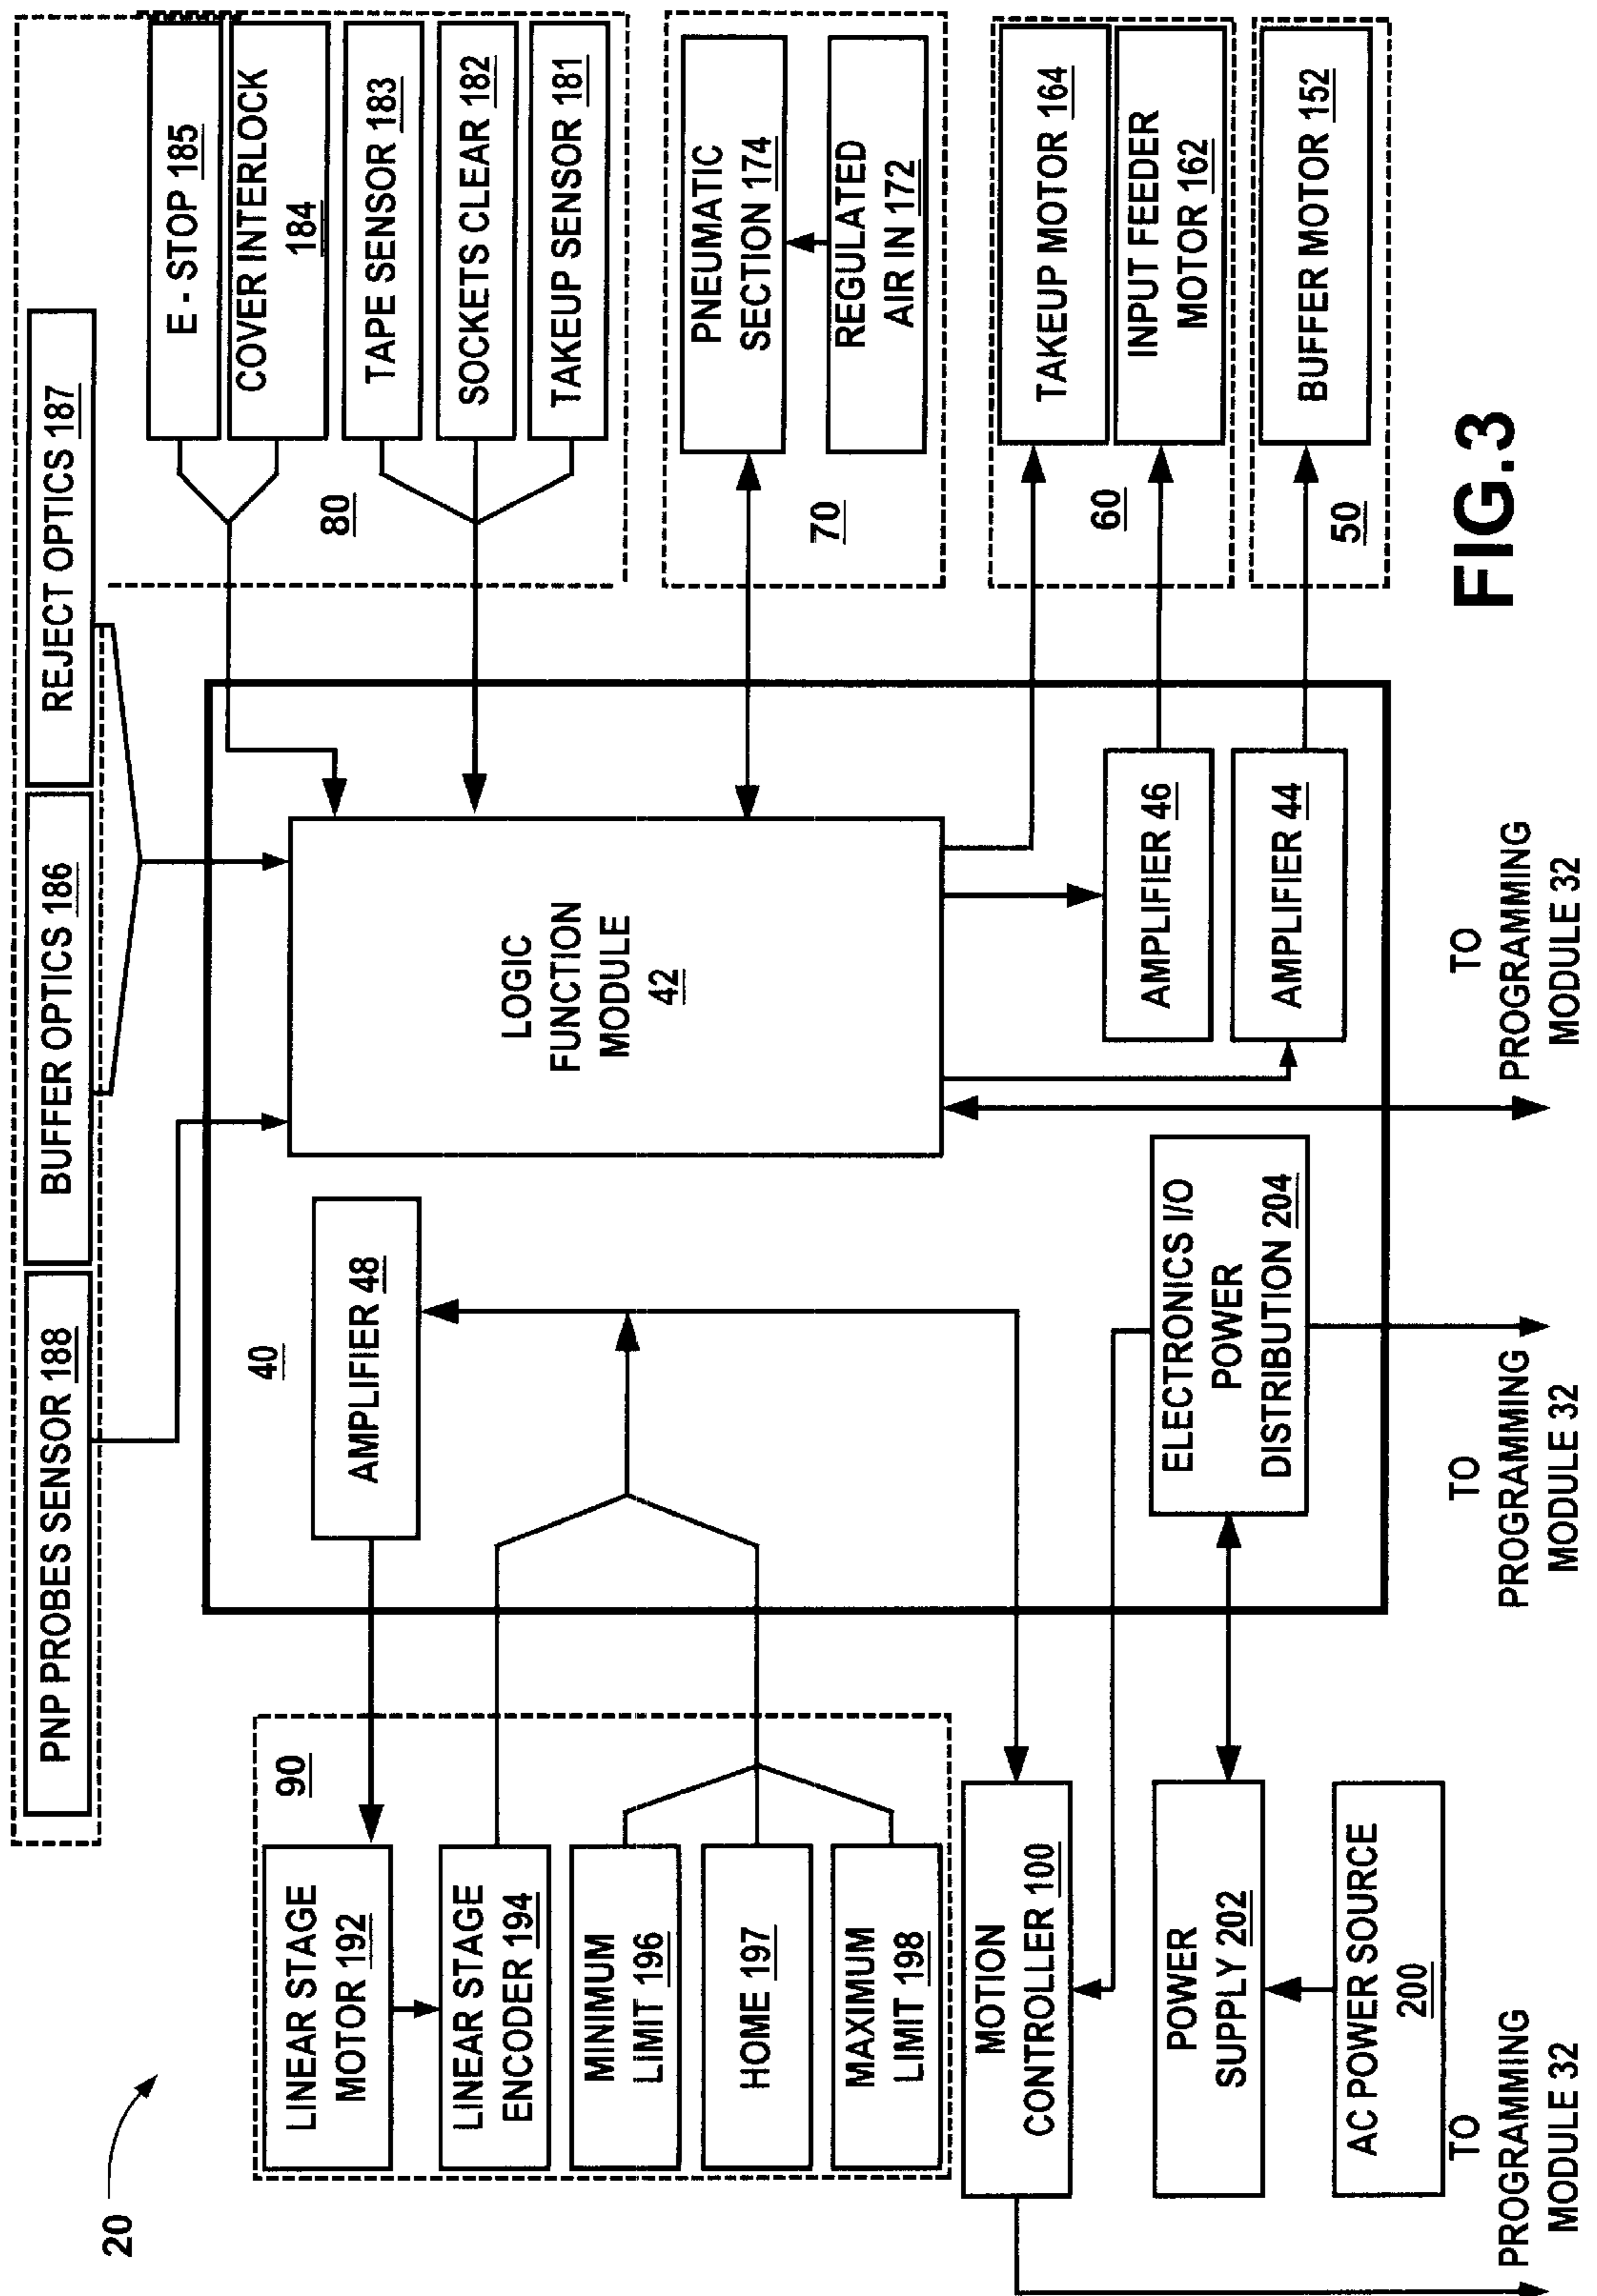 20
PNP PROBES SENSOR 188
BUFFER OPTICS 186
REJECT OPTICS 187
90
LINEAR STAGE
MOTOR 192
LINEAR STAGE
ENCODER 194
MINIMUM
LIMIT 196
HOME 197
MAXIMUM
LIMIT 198
MOTION
CONTROLLER 100
POWER
SUPPLY 202
AC POWER SOURCE
200
40
AMPLIFIER 48
LOGIC
FUNCTION
MODULE
42
ELECTRONICS I/O
POWER
DISTRIBUTION 204
AMPLIFIER 46
AMPLIFIER 44
E - STOP 185
COVER INTERLOCK
184
TAPE SENSOR 183
SOCKETS CLEAR 182
TAKEUP SENSOR 181
80
PNEUMATIC
SECTION 174
REGULATED
AIR IN 172
70
TAKEUP MOTOR 164
INPUT FEEDER
MOTOR 162
60
BUFFER MOTOR 152
50
TO
PROGRAMMING
MODULE 32
TO
PROGRAMMING
MODULE 32
TO
PROGRAMMING
MODULE 32
FIG.3